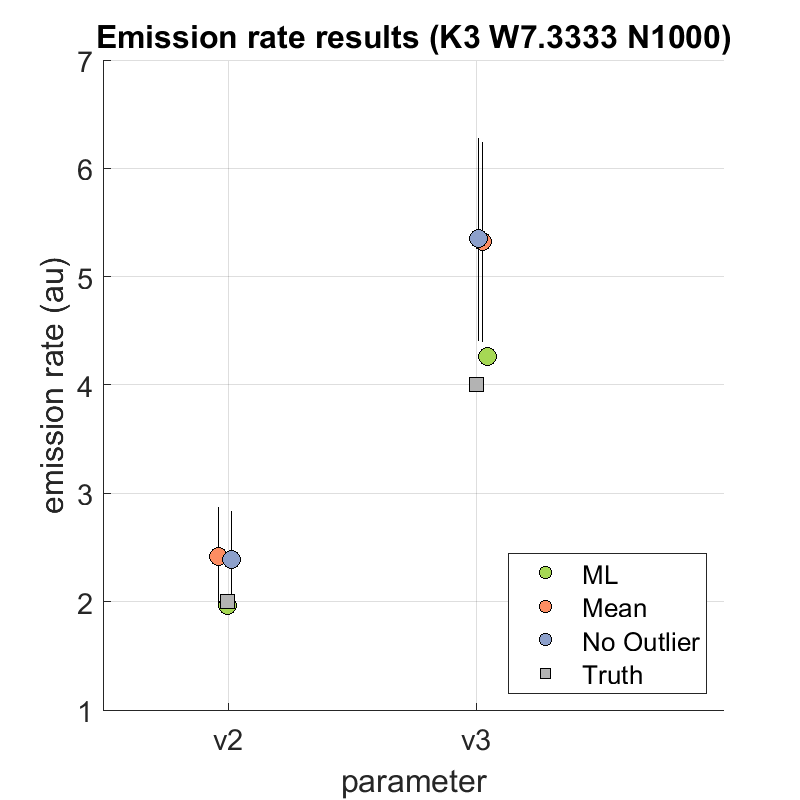 Emission rate results (K3 W7.3333 N1000)
7
6
5
4
3
2
1
emission rate (au)
ML
Mean
No Outlier
Truth
v2
v3
parameter